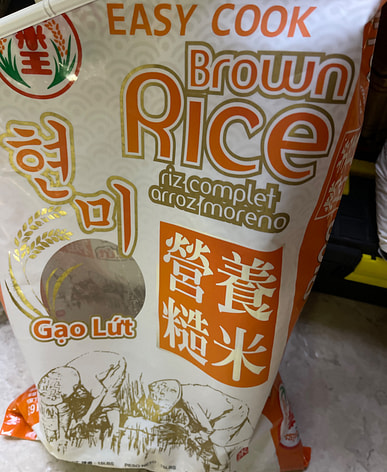 EASY COOK
Brown
Rice
riz complet
arroz moreno
현미
營養
糙米
Gạo Lứt